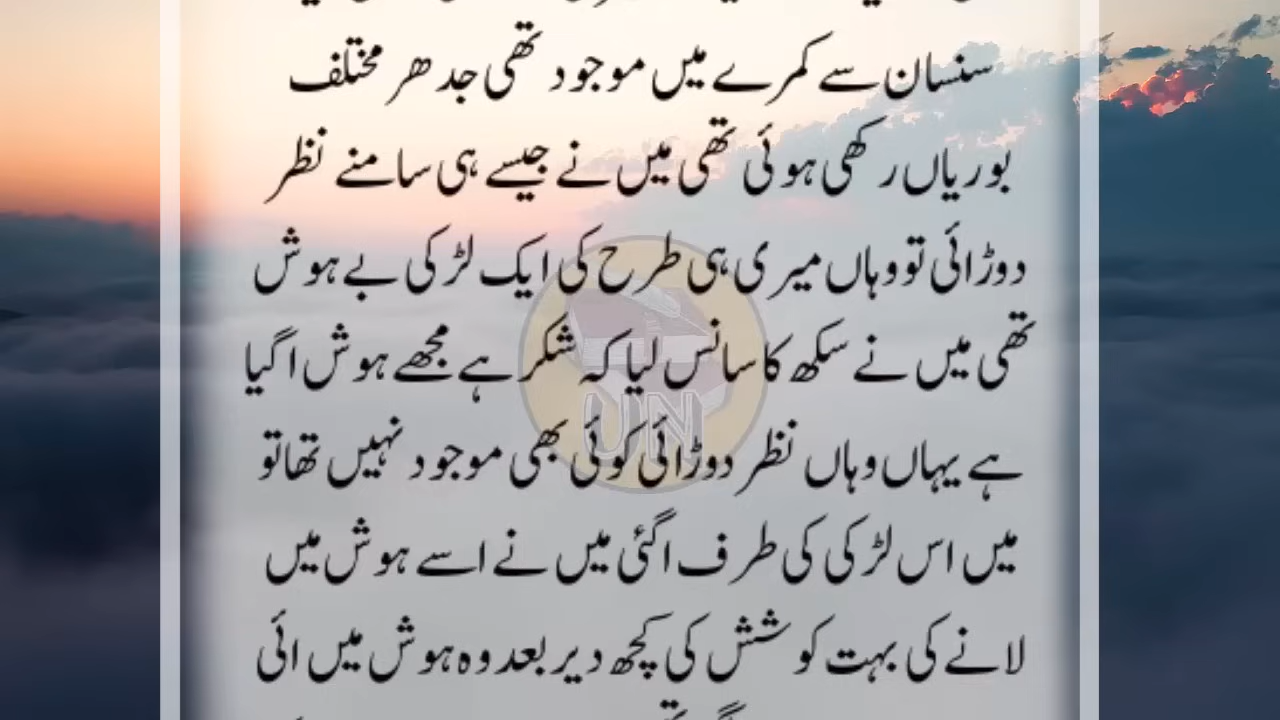 سنسان سے کمرے میں موجود تھی جدھر مختلف
بوریاں رکھی ہوئی تھی میں نے جیسے ہی سامنے نظر
دوڑائی تو وہاں میری ہی طرح کی ایک لڑکی بے ہوش
تھی میں نے سکھ کا سانس لیا کہ شکر ہے مجھے ہوش اگیا
ہے یہاں وہاں نظر دوڑائی کوئی بھی موجود نہیں تھا تو
میں اس لڑکی کی طرف اگئی میں نے اسے ہوش میں
لانے کی بہت کوشش کی کچھ دیر بعد وہ ہوش میں ائی
UN